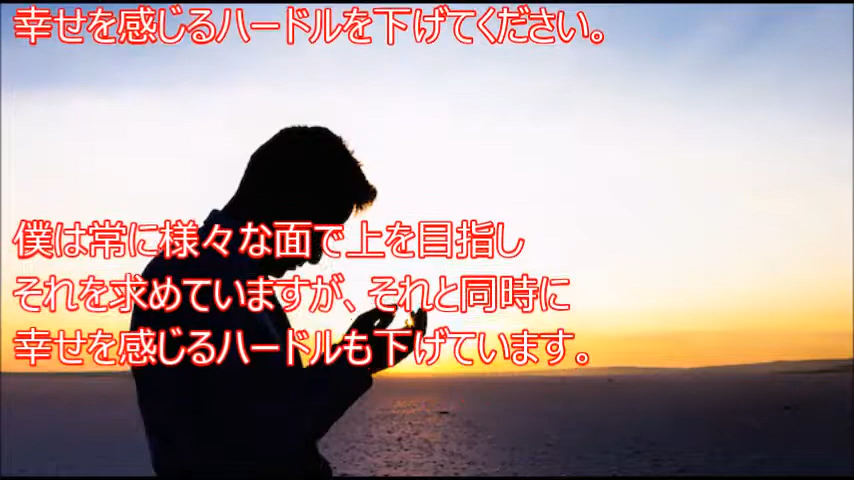 幸せを感じるハードルを下げてください。
僕は常に様々な面で上を目指し
それを求めていますが、それと同時に
幸せを感じるハードルも下げています。